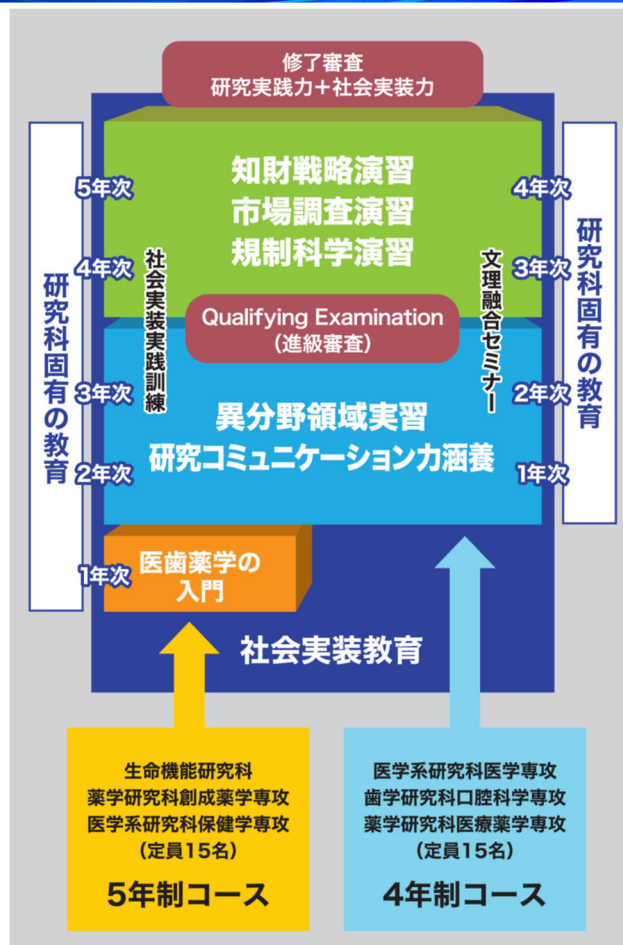 修了審査
研究実践力＋社会実装力
知財戦略演習
市場調査演習
規制科学演習
5年次
4年次
3年次
2年次
1年次
研究科固有の教育
社会実装実践訓練
Qualifying Examination
（進級審査）
文理融合セミナー
4年次
3年次
2年次
1年次
研究科固有の教育
異分野領域実習
研究コミュニケーション力涵養
医歯薬学の
入門
社会実装教育
生命機能研究科
薬学研究科創成薬学専攻
医学系研究科保健学専攻
（定員15名）
5年制コース
医学系研究科医学専攻
歯学研究科口腔科学専攻
薬学研究科医療薬学専攻
（定員15名）
4年制コース